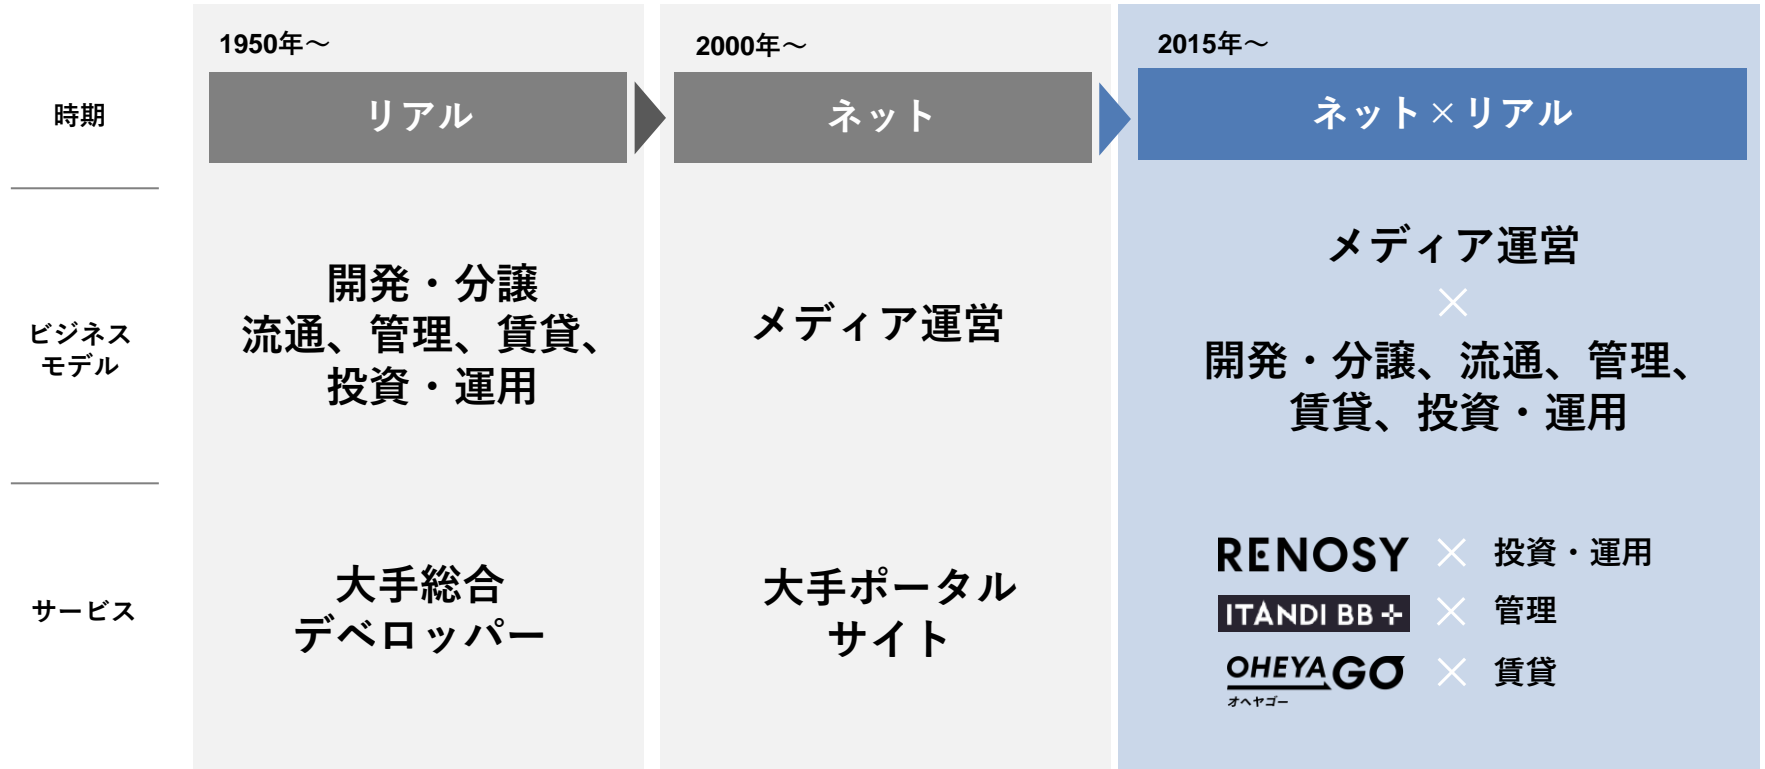 時期
ビジネス
モデル
サービス
1950年～
リアル
開発・分譲
流通、管理、賃貸、
投資・運用
大手総合
デベロッパー
2000年～
ネット
メディア運営
大手ポータル
サイト
2015年～
ネット×リアル
メディア運営
×
開発・分譲、流通、管理、
賃貸、投資・運用
RENOSY × 投資・運用
ITANDI BB + × 管理
OHEYAGO × 賃貸
オヘヤゴー